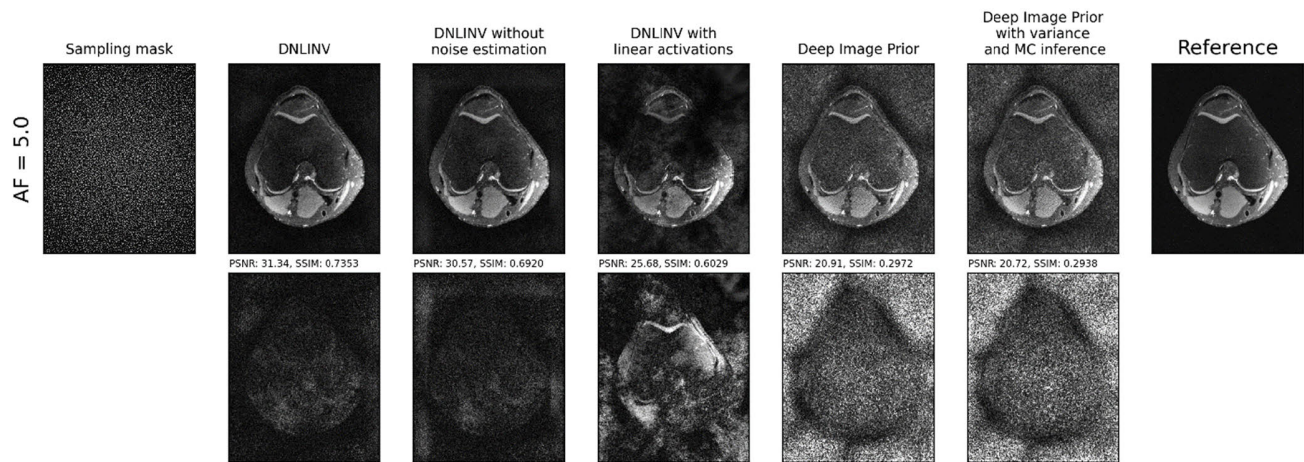 Sampling mask
DNLINV
DNLINV without
noise estimation
DNLINV with
linear activations
Deep Image Prior
Deep Image Prior
with variance
and MC inference
Reference
AF = 5.0
PSNR: 31.34, SSIM: 0.7353
PSNR: 30.57, SSIM: 0.6920
PSNR: 25.68, SSIM: 0.6029
PSNR: 20.91, SSIM: 0.2972
PSNR: 20.72, SSIM: 0.2938